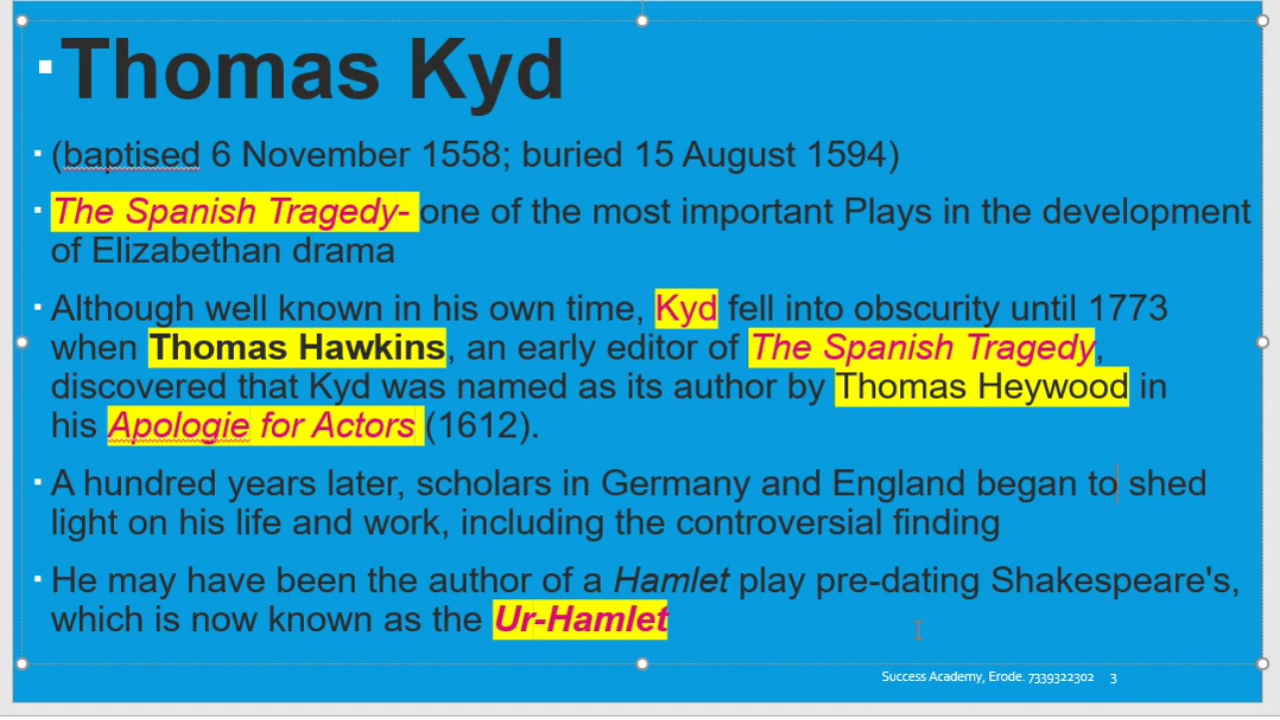 Thomas Kyd
(baptised 6 November 1558; buried 15 August 1594)
The Spanish Tragedy- one of the most important Plays in the development
of Elizabethan drama
Although well known in his own time, Kyd fell into obscurity until 1773
when Thomas Hawkins, an early editor of The Spanish Tragedy,
discovered that Kyd was named as its author by Thomas Heywood in
his Apologie for Actors (1612).
A hundred years later, scholars in Germany and England began to shed
light on his life and work, including the controversial finding
He may have been the author of a Hamlet play pre-dating Shakespeare's,
which is now known as the Ur-Hamlet
Success Academy, Erode. 7339322302 3